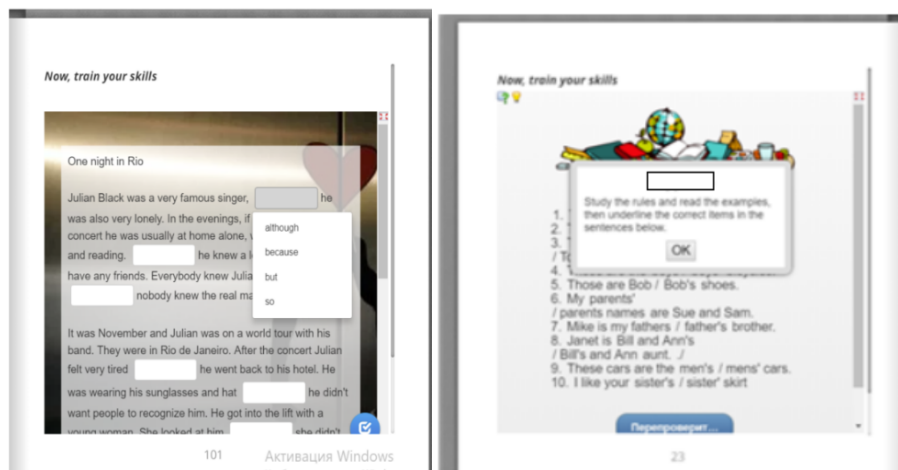 Now, train your skills
One night in Rio
Julian Black was a very famous singer, he
was also very lonely. In the evenings, if
concert he was usually at home alone,
and reading. he knew a
have any friends. Everybody knew
nobody knew the real
although
because
but
so
It was November and Julian was on a world tour with his
band. They were in Rio de Janeiro. After the concert Julian
felt very tired he went back to his hotel. He
was wearing his sunglasses and hat he didn't
want people to recognize him. He got into the lift with a
young woman. She looked at him she didn't
101
Активация Windows
Now, train your skills
Study the rules and read the examples,
then underline the correct items in the
sentences below.
OK
1.
2.
3.
4.
5. Those are Bob / Bob's shoes.
6. My parents'
/ parents names are Sue and Sam.
7. Mike is my fathers / father's brother.
8. Janet is Bill and Ann's
/ Bill's and Ann aunt. ./
9. These cars are the men's / mens' cars.
10. I like your sister's / sister' skirt
Перепроверит...
23